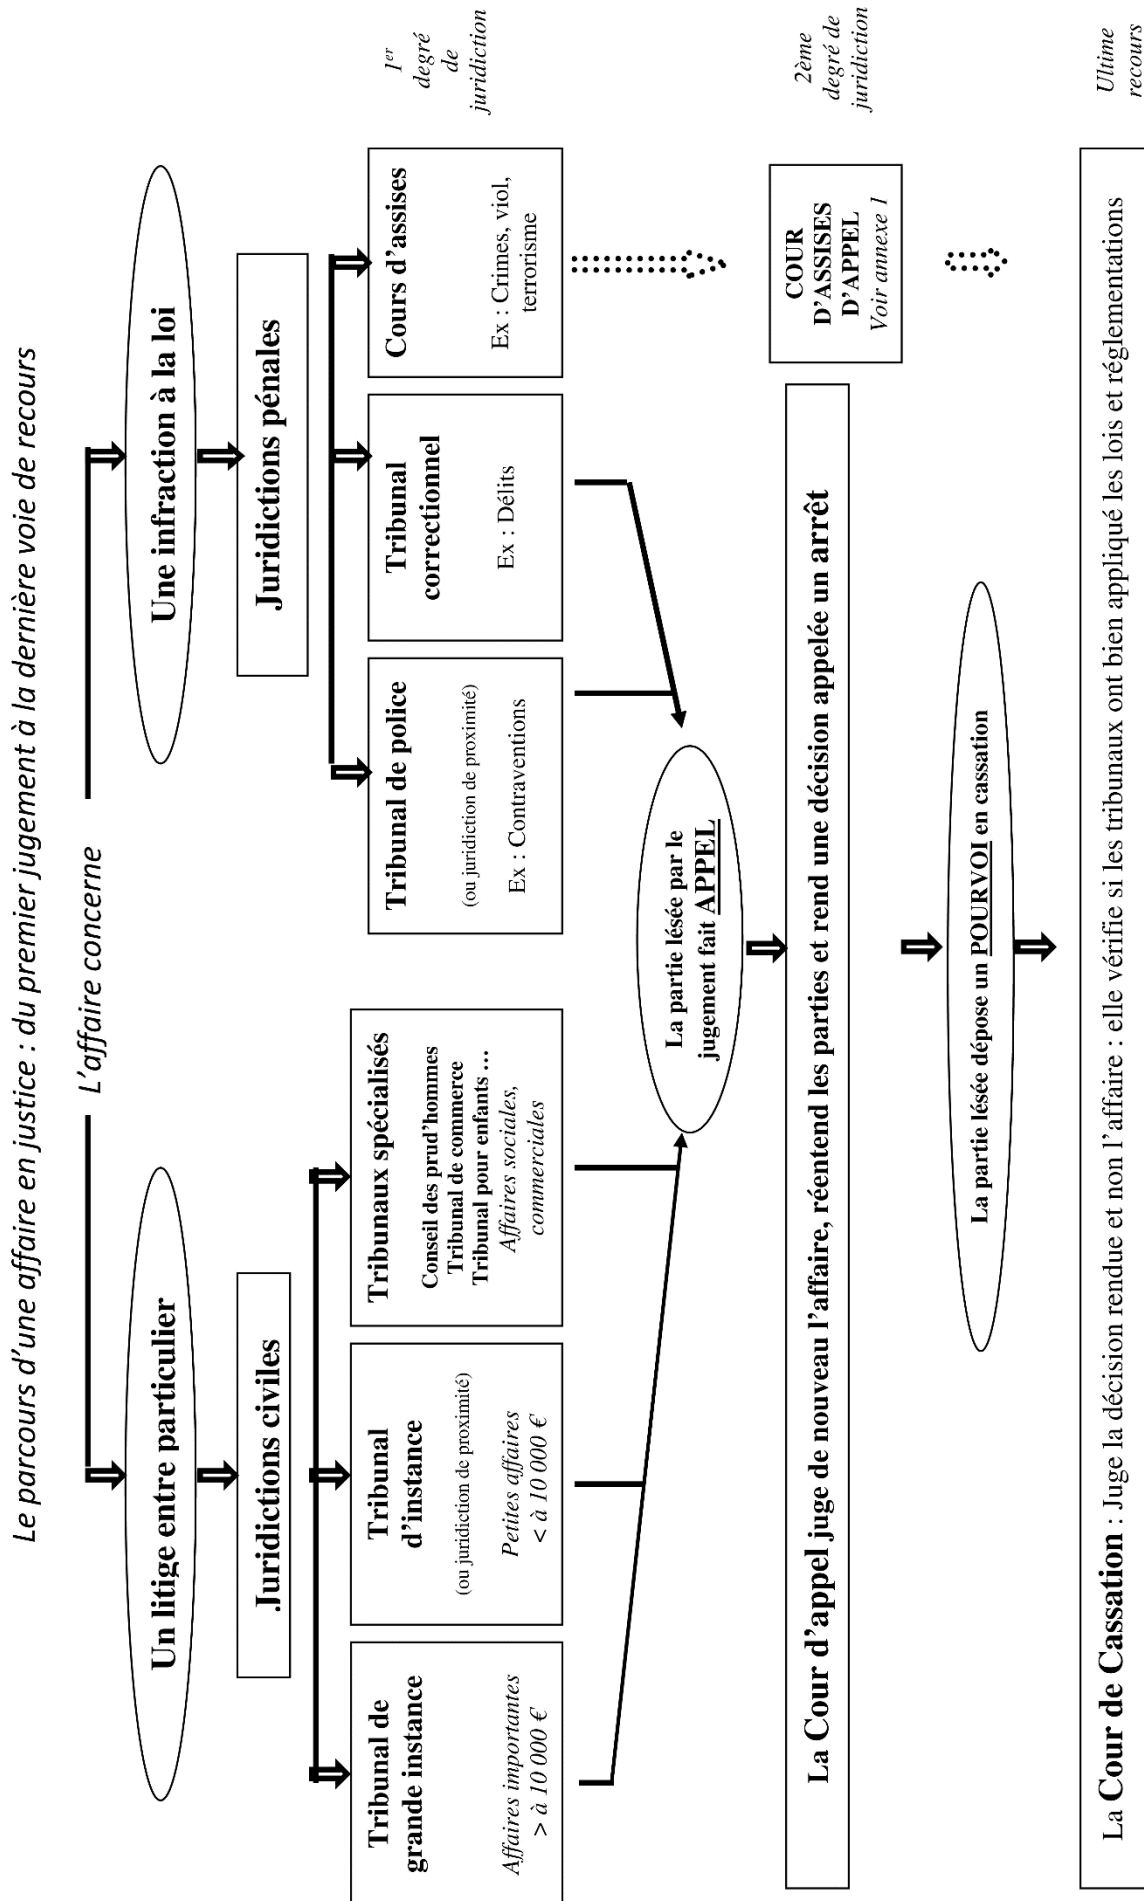 Le parcours d'une affaire en justice : du premier jugement à la dernière voie de recours
L'affaire concerne
Un litige entre particulier
Une infraction à la loi
Juridictions civiles
Juridictions pénales
1er
degré
de
juridiction
Tribunal de
grande instance
Affaires importantes
> à 10 000 €
Tribunal
d'instance
(ou juridiction de proximité)
Petites affaires
< à 10 000 €
Tribunaux spécialisés
Conseil des prud'hommes
Tribunal de commerce
Tribunal pour enfants …
Affaires sociales,
commerciales
Tribunal de police
(ou juridiction de proximité)
Ex : Contraventions
Tribunal
correctionnel
Ex : Délits
Cours d'assises
Ex : Crimes, viol,
terrorisme
La partie lésée par le
jugement fait APPEL
2ème
degré de
juridiction
La Cour d'appel juge de nouveau l'affaire, réentend les parties et rend une décision appelée un arrêt
COUR
D'ASSISES
D'APPEL
Voir annexe 1
La partie lésée dépose un POURVOI en cassation
Ultime
recours
La Cour de Cassation : Juge la décision rendue et non l'affaire : elle vérifie si les tribunaux ont bien appliqué les lois et réglementations